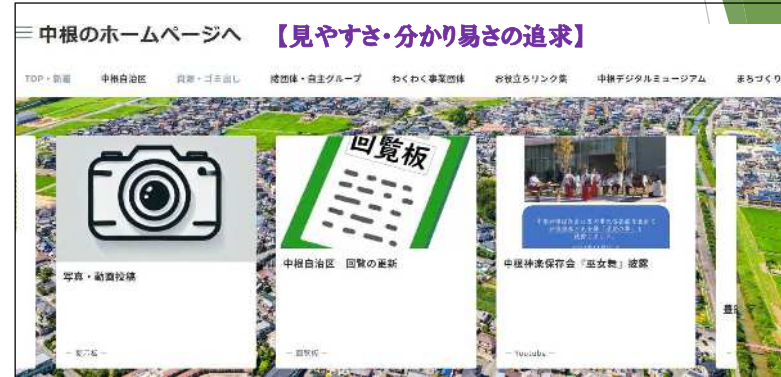 中根のホームページへ 【見やすさ・分かり易さの追求】
TOP・新着 中根自治区 資源・ゴミ出し 諸団体・自主グループ わくわく事業団体 お役立ちリンク集 中根デジタルミュージアム まちづくり
回覧板
写真・動画投稿
中根自治区 回覧の更新
中根神楽保存会『巫女舞』披露
豊
― 掲示板 ―
― 回覧板 ―
― Youtube ―